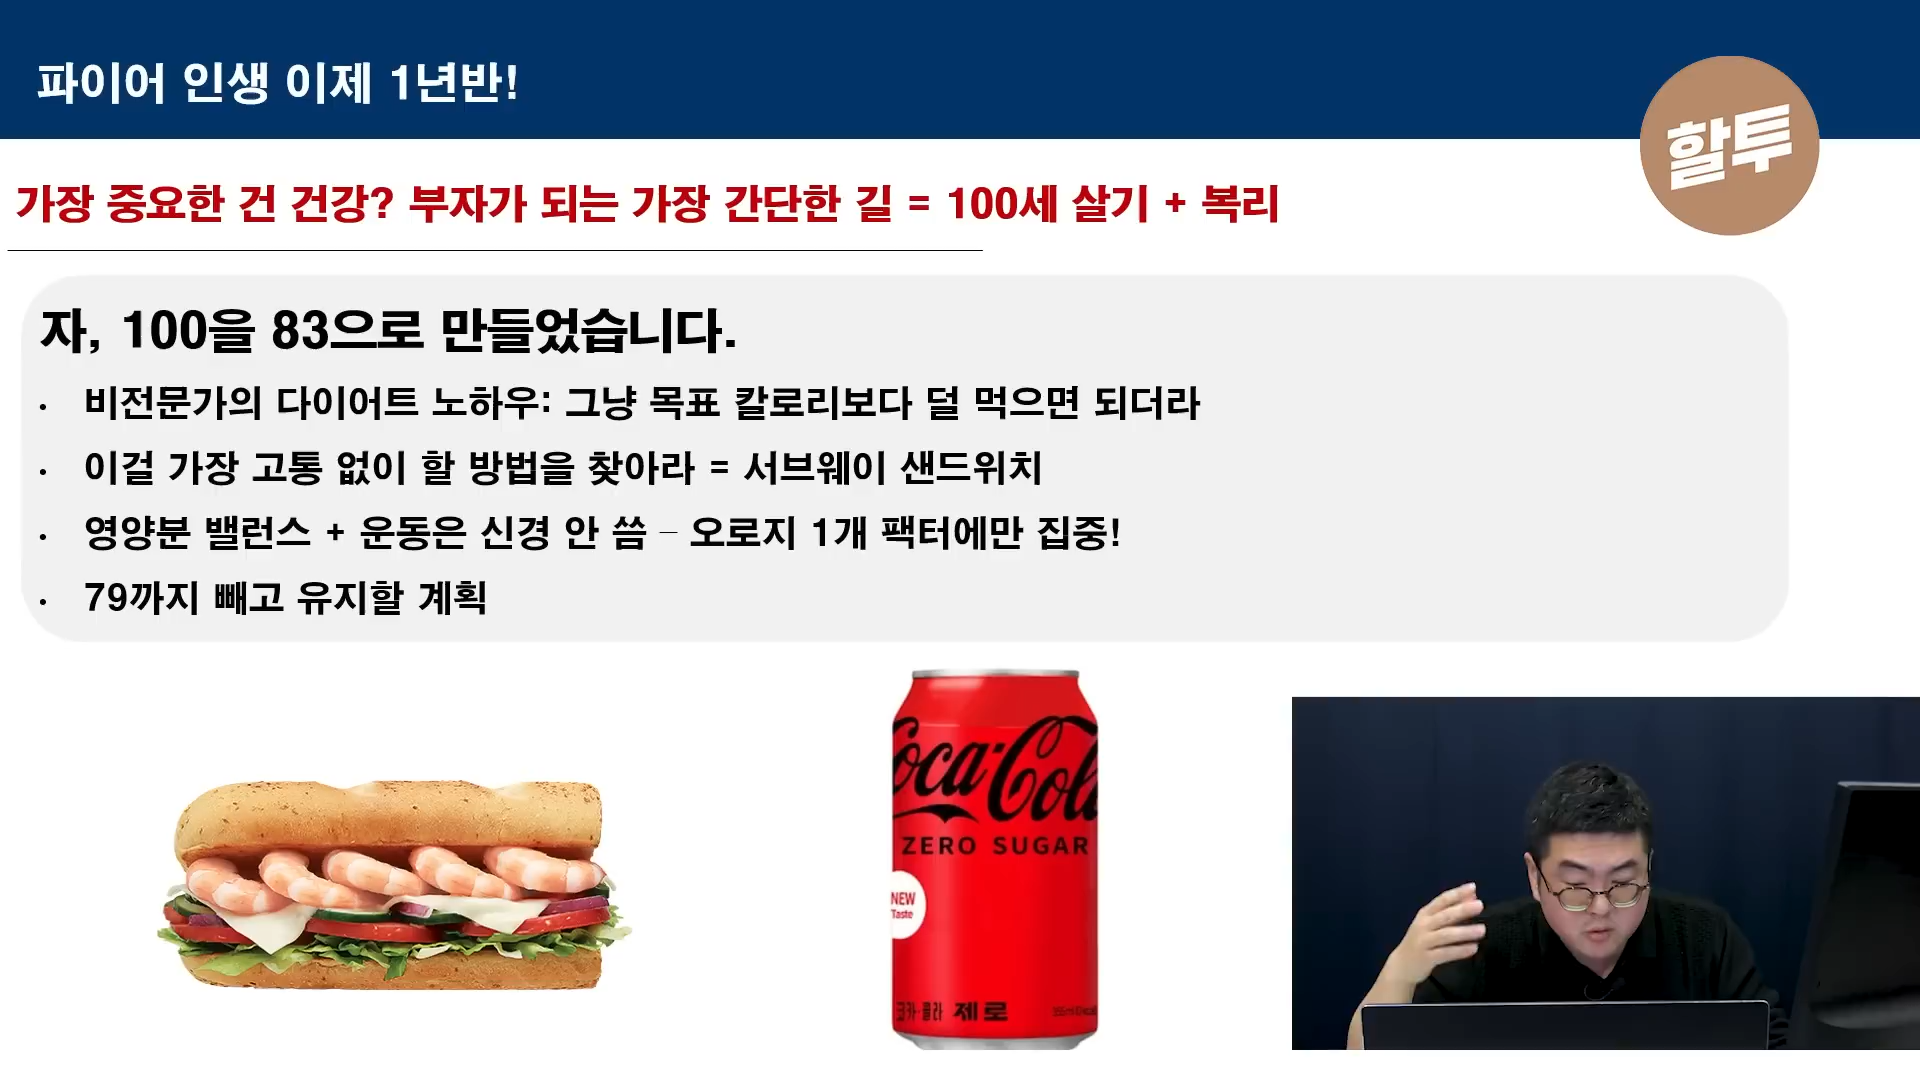 파이어 인생 이제 1년반!
할투
가장 중요한 건 건강? 부자가 되는 가장 간단한 길 = 100세 살기 + 복리
자, 100을 83으로 만들었습니다.
• 비전문가의 다이어트 노하우: 그냥 목표 칼로리보다 덜 먹으면 되더라
• 이걸 가장 고통 없이 할 방법을 찾아라 = 서브웨이 샌드위치
• 영양분 밸런스 + 운동은 신경 안 씀 – 오로지 1개 팩터에만 집중!
• 79까지 빼고 유지할 계획
Coca-Cola
ZERO SUGAR
NEW
Taste
코카·콜라 제로